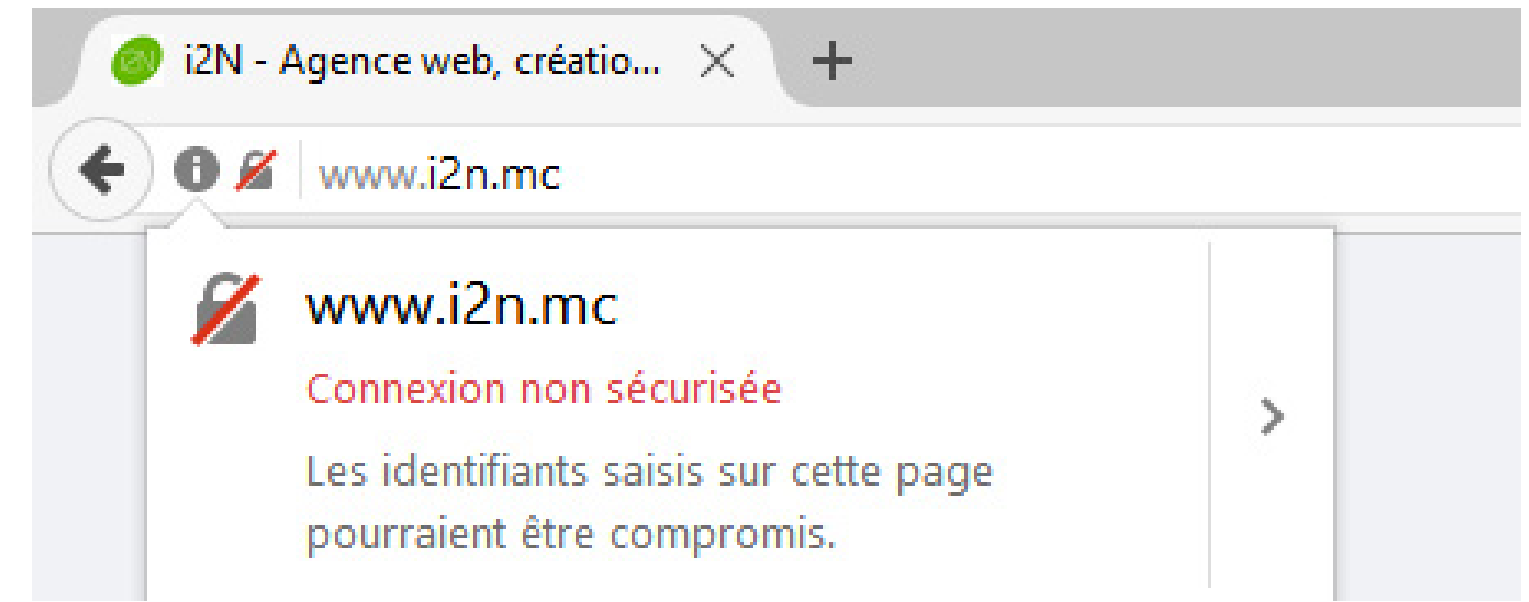 i2N - Agence web, créatio...
www.i2n.mc
www.i2n.mc
Connexion non sécurisée
Les identifiants saisis sur cette page
pourraient être compromis.